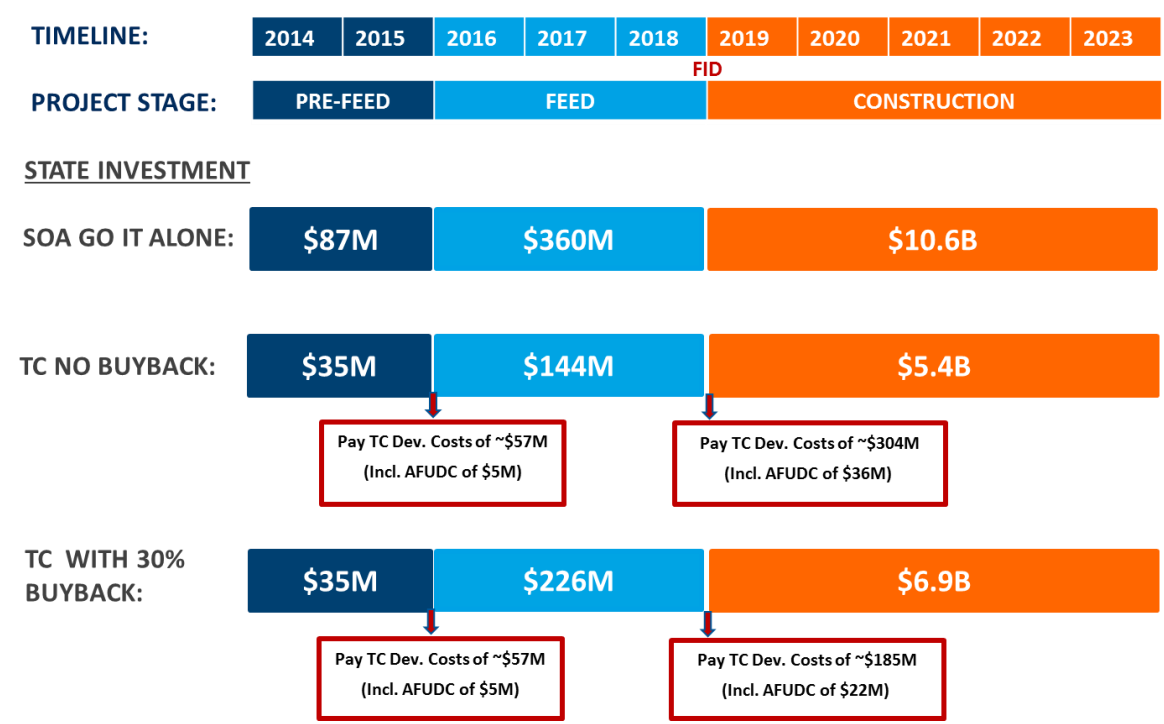 TIMELINE: 2014 2015 2016 2017 2018 2019 2020 2021 2022 2023
FID
PROJECT STAGE: PRE-FEED FEED CONSTRUCTION
STATE INVESTMENT
SOA GO IT ALONE: $87M $360M $10.6B
TC NO BUYBACK: $35M $144M $5.4B
Pay TC Dev. Costs of ~$57M
(Incl. AFUDC of $5M)
Pay TC Dev. Costs of ~$304M
(Incl. AFUDC of $36M)
TC WITH 30%
BUYBACK:
$35M $226M $6.9B
Pay TC Dev. Costs of ~$57M
(Incl. AFUDC of $5M)
Pay TC Dev. Costs of ~$185M
(Incl. AFUDC of $22M)